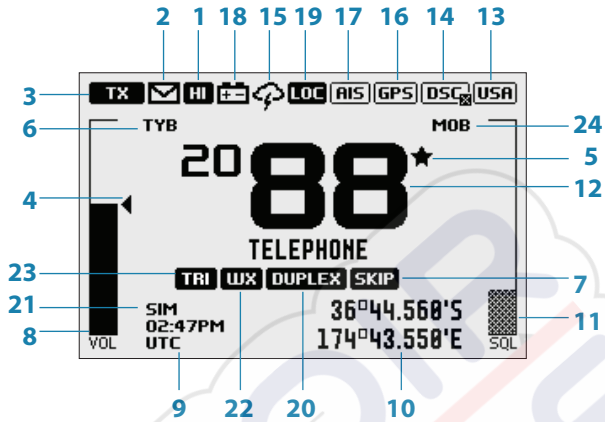 2 1 18 15 19 17 16 14 13
3 TX HI LOC AIS GPS DSC USA
6 TYB MOB 24
20 88 5
12
4
TELEPHONE
23 TRI WX DUPLEX SKIP 7
21 SIM 36°44.560'S
8 02:47PM 11
VOL UTC 174°43.550'E SQL
9 22 20 10